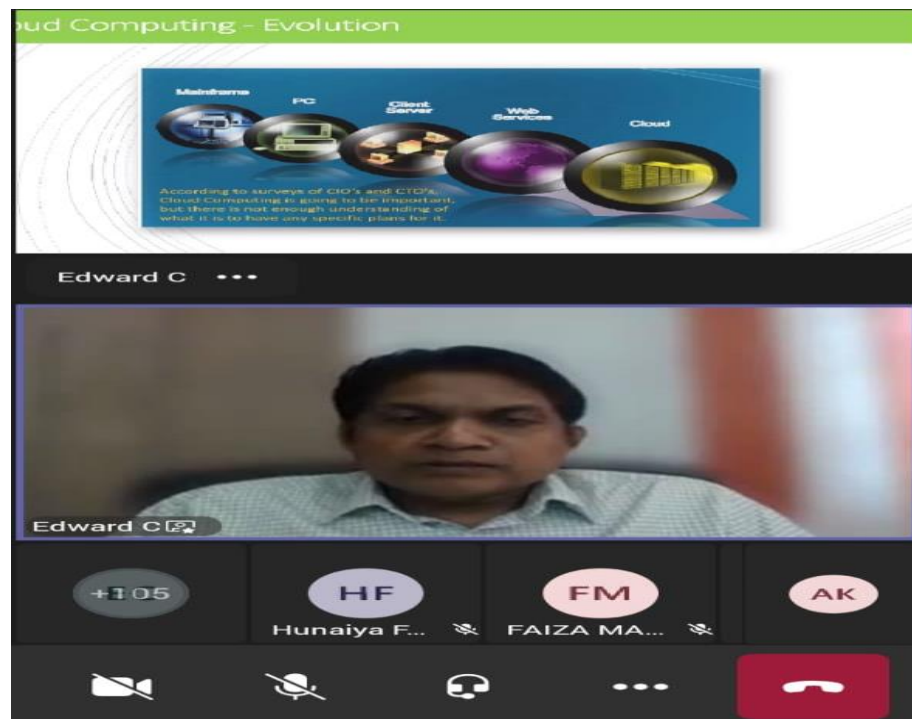 oud Computing - Evolution
Mainframe
PC
Client
Server
Web
Services
Cloud
According to surveys of CIO's and CTO's,
Cloud Computing is going to be important,
but there is not enough understanding of
what it is to have any specific plans for it.
Edward C •••
Edward C
HF
FM
AK
Hunaiya F...
FAIZA MA...